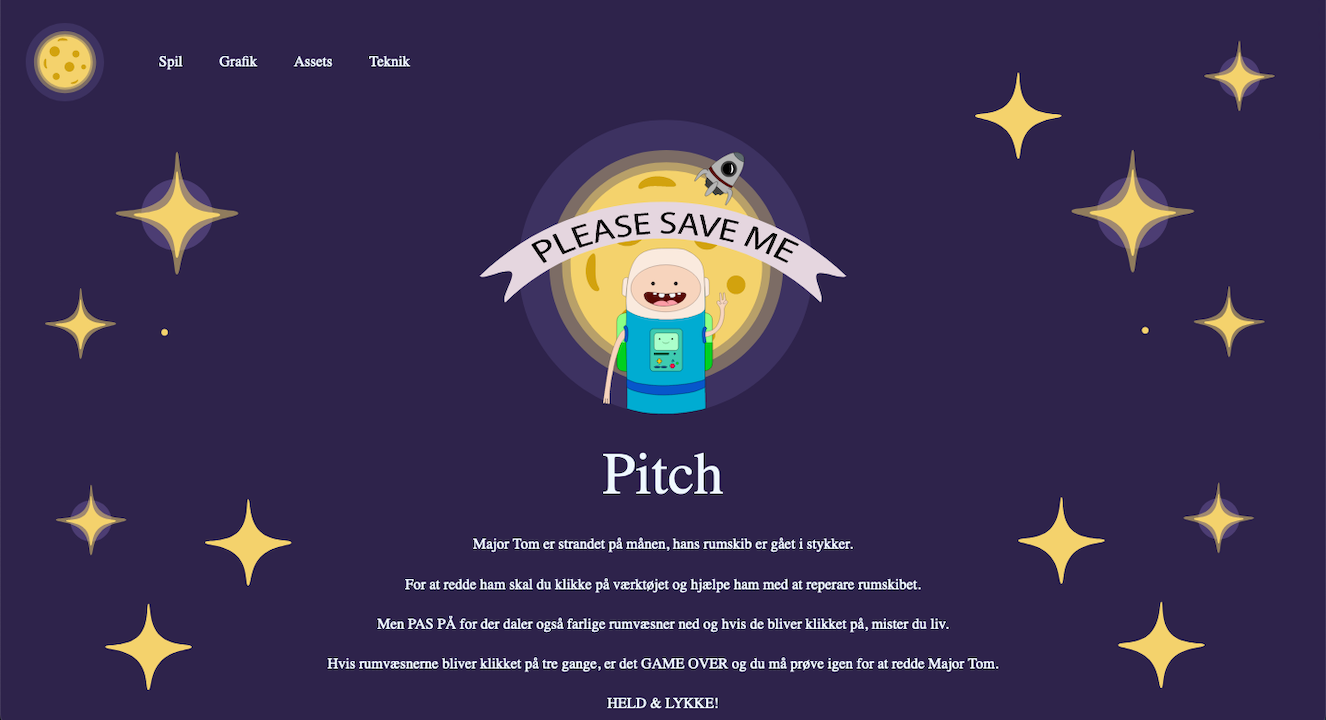 Spil Grafik Assets Teknik
PLEASE SAVE ME
Pitch
Major Tom er strandet på månen, hans rumskib er gået i stykker.
For at redde ham skal du klikke på værktøjet og hjælpe ham med at reperare rumskibet.
Men PAS PÅ for der daler også farlige rumvæsner ned og hvis de bliver klikket på, mister du liv.
Hvis rumvæsnerne bliver klikket på tre gange, er det GAME OVER og du må prøve igen for at redde Major Tom.
HELD & LYKKE!